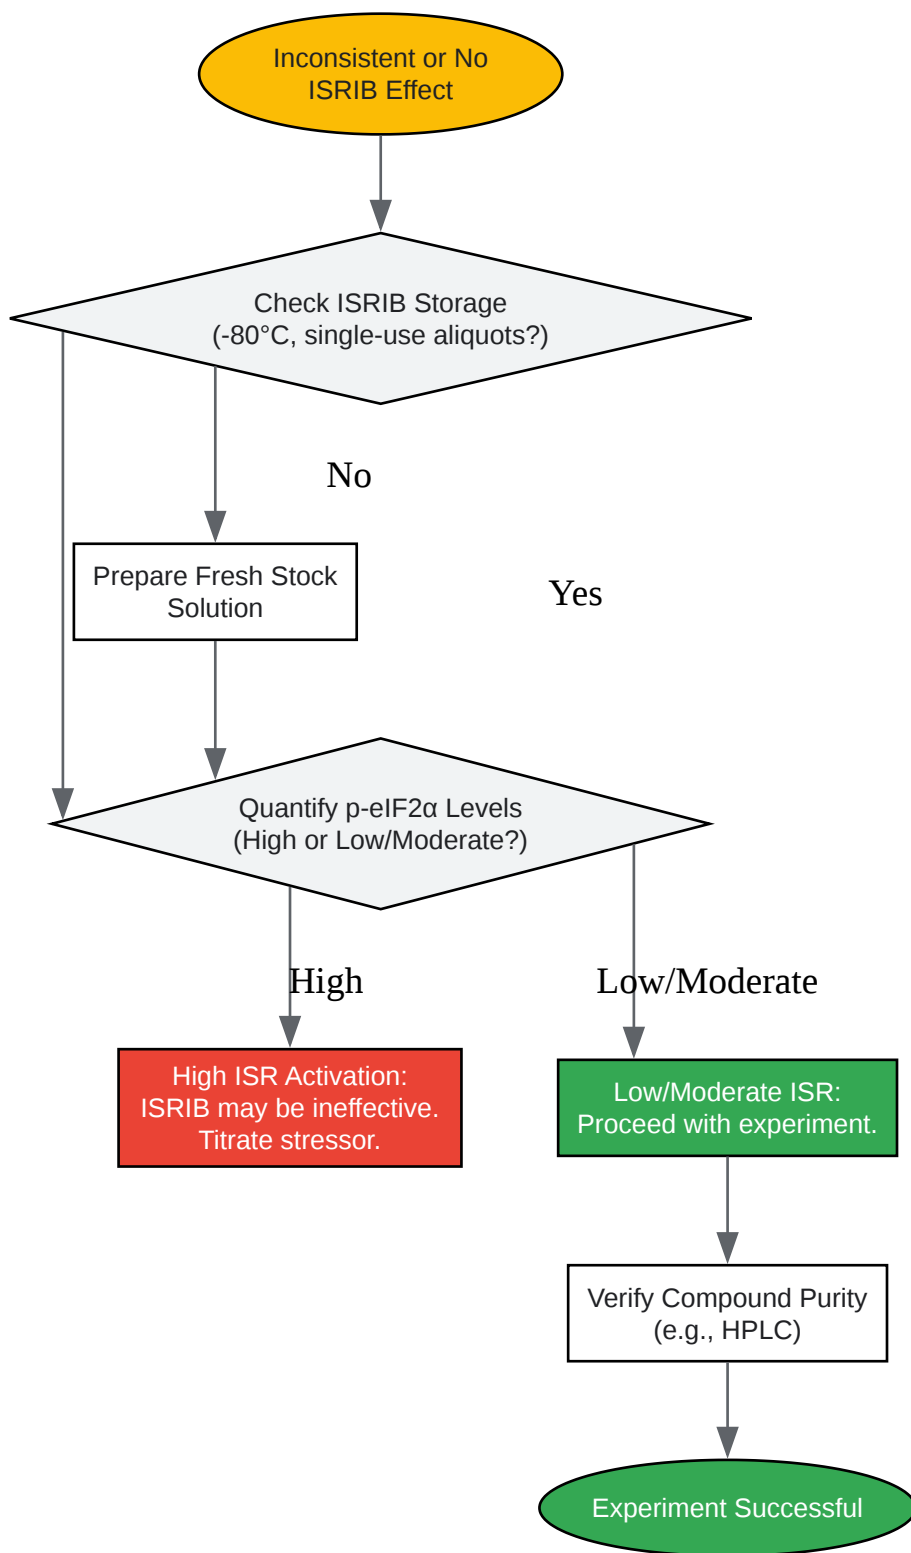 Inconsistent or No
ISRIB Effect
Check ISRIB Storage
(-80°C, single-use aliquots?)
No
Prepare Fresh Stock
Solution
Yes
Quantify p-eIF2α Levels
(High or Low/Moderate?)
High
Low/Moderate
High ISR Activation:
ISRIB may be ineffective.
Titrate stressor.
Low/Moderate ISR:
Proceed with experiment.
Verify Compound Purity
(e.g., HPLC)
Experiment Successful